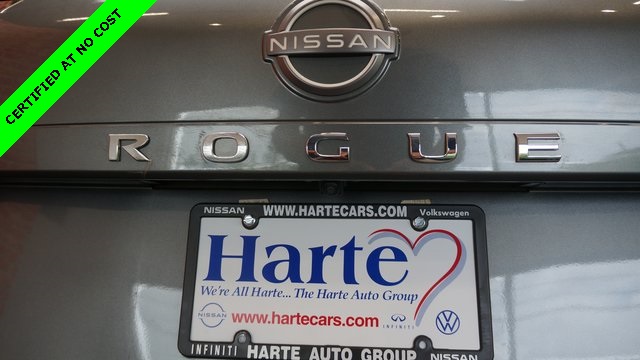 CERTIFIED AT NO COST
NISSAN
ROGUE
NISSAN WWW.HARTECARS.COM Volkswagen
Harte
We're All Harte... The Harte Auto Group
www.hartecars.com INFINITI
INFINITI HARTE AUTO GROUP NISSAN